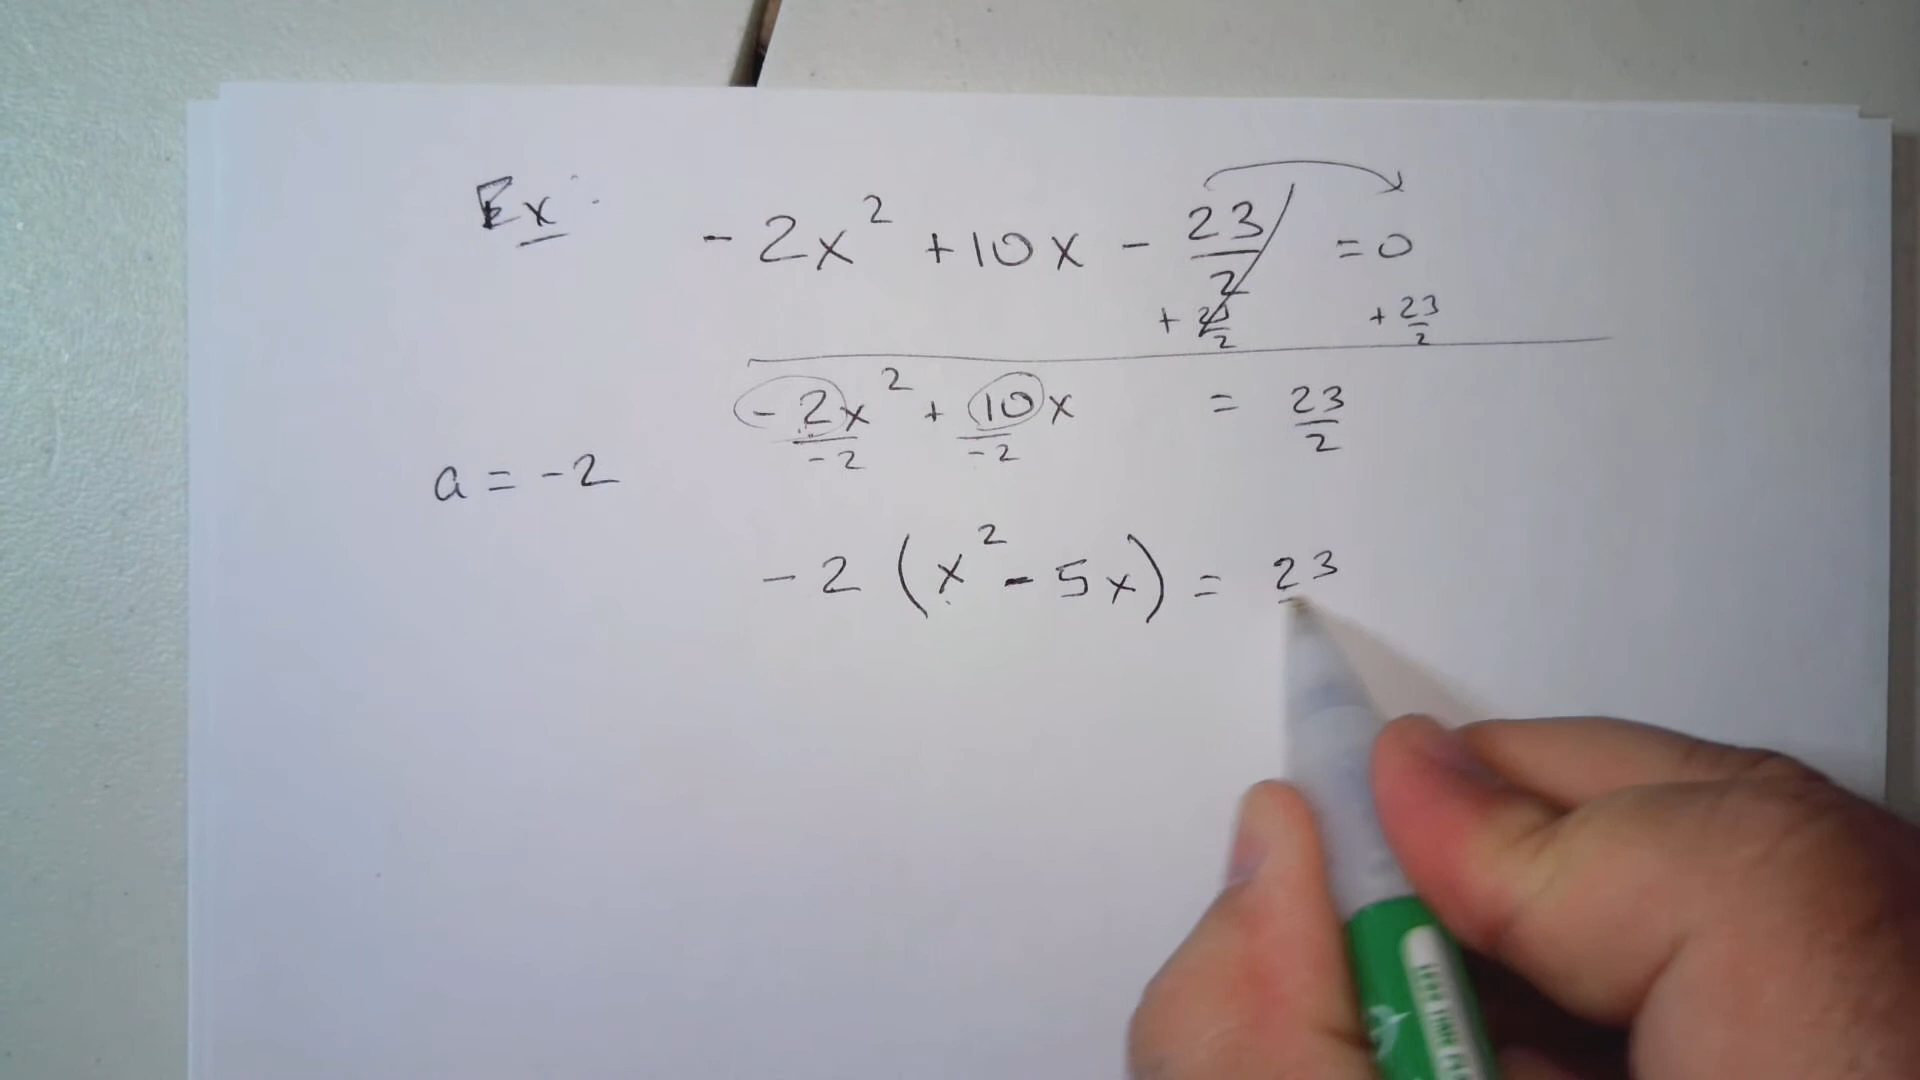 Ex:
-2x² + 10x - 23/2 = 0
+ 23/2 + 23/2
-2x² + 10x = 23/2
-2 -2
a = -2
-2 (x² - 5x) = 23